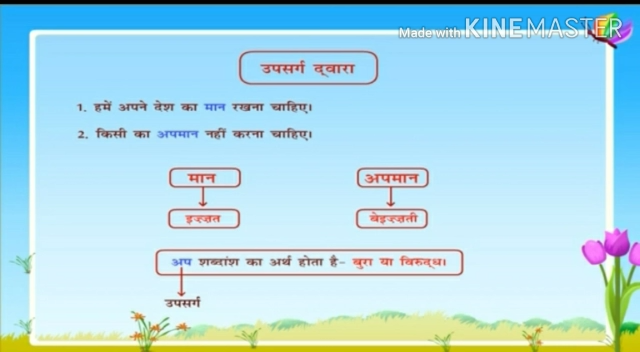 Made with KINEMASTER
उपसर्ग द्वारा
1. हमें अपने देश का मान रखना चाहिए।
2. किसी का अपमान नहीं करना चाहिए।
मान अपमान
इज़्ज़त बेइज़्ज़ती
अप शब्दांश का अर्थ होता है- बुरा या विरुद्ध।
उपसर्ग